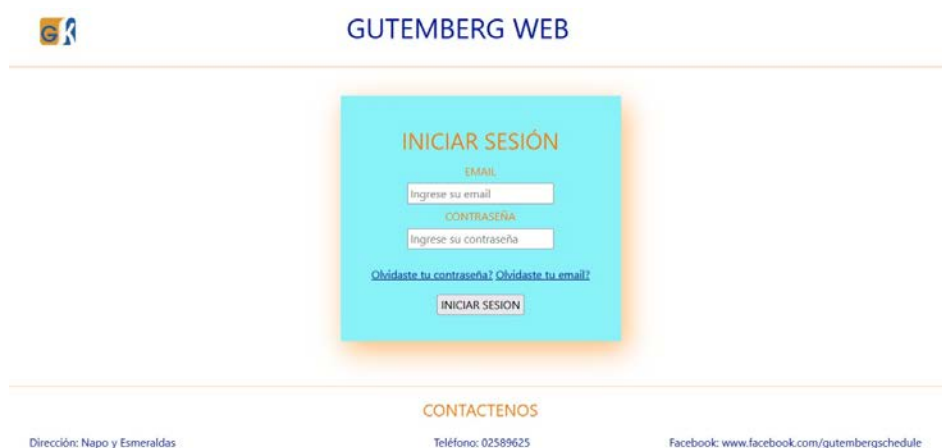 GK
GUTEMBERG WEB
INICIAR SESIÓN
EMAIL
Ingrese su email
CONTRASEÑA
Ingrese su contraseña
Olvidaste tu contraseña? Olvidaste tu email?
INICIAR SESION
CONTACTENOS
Dirección: Napo y Esmeraldas
Teléfono: 02589625
Facebook: www.facebook.com/gutembergschedule